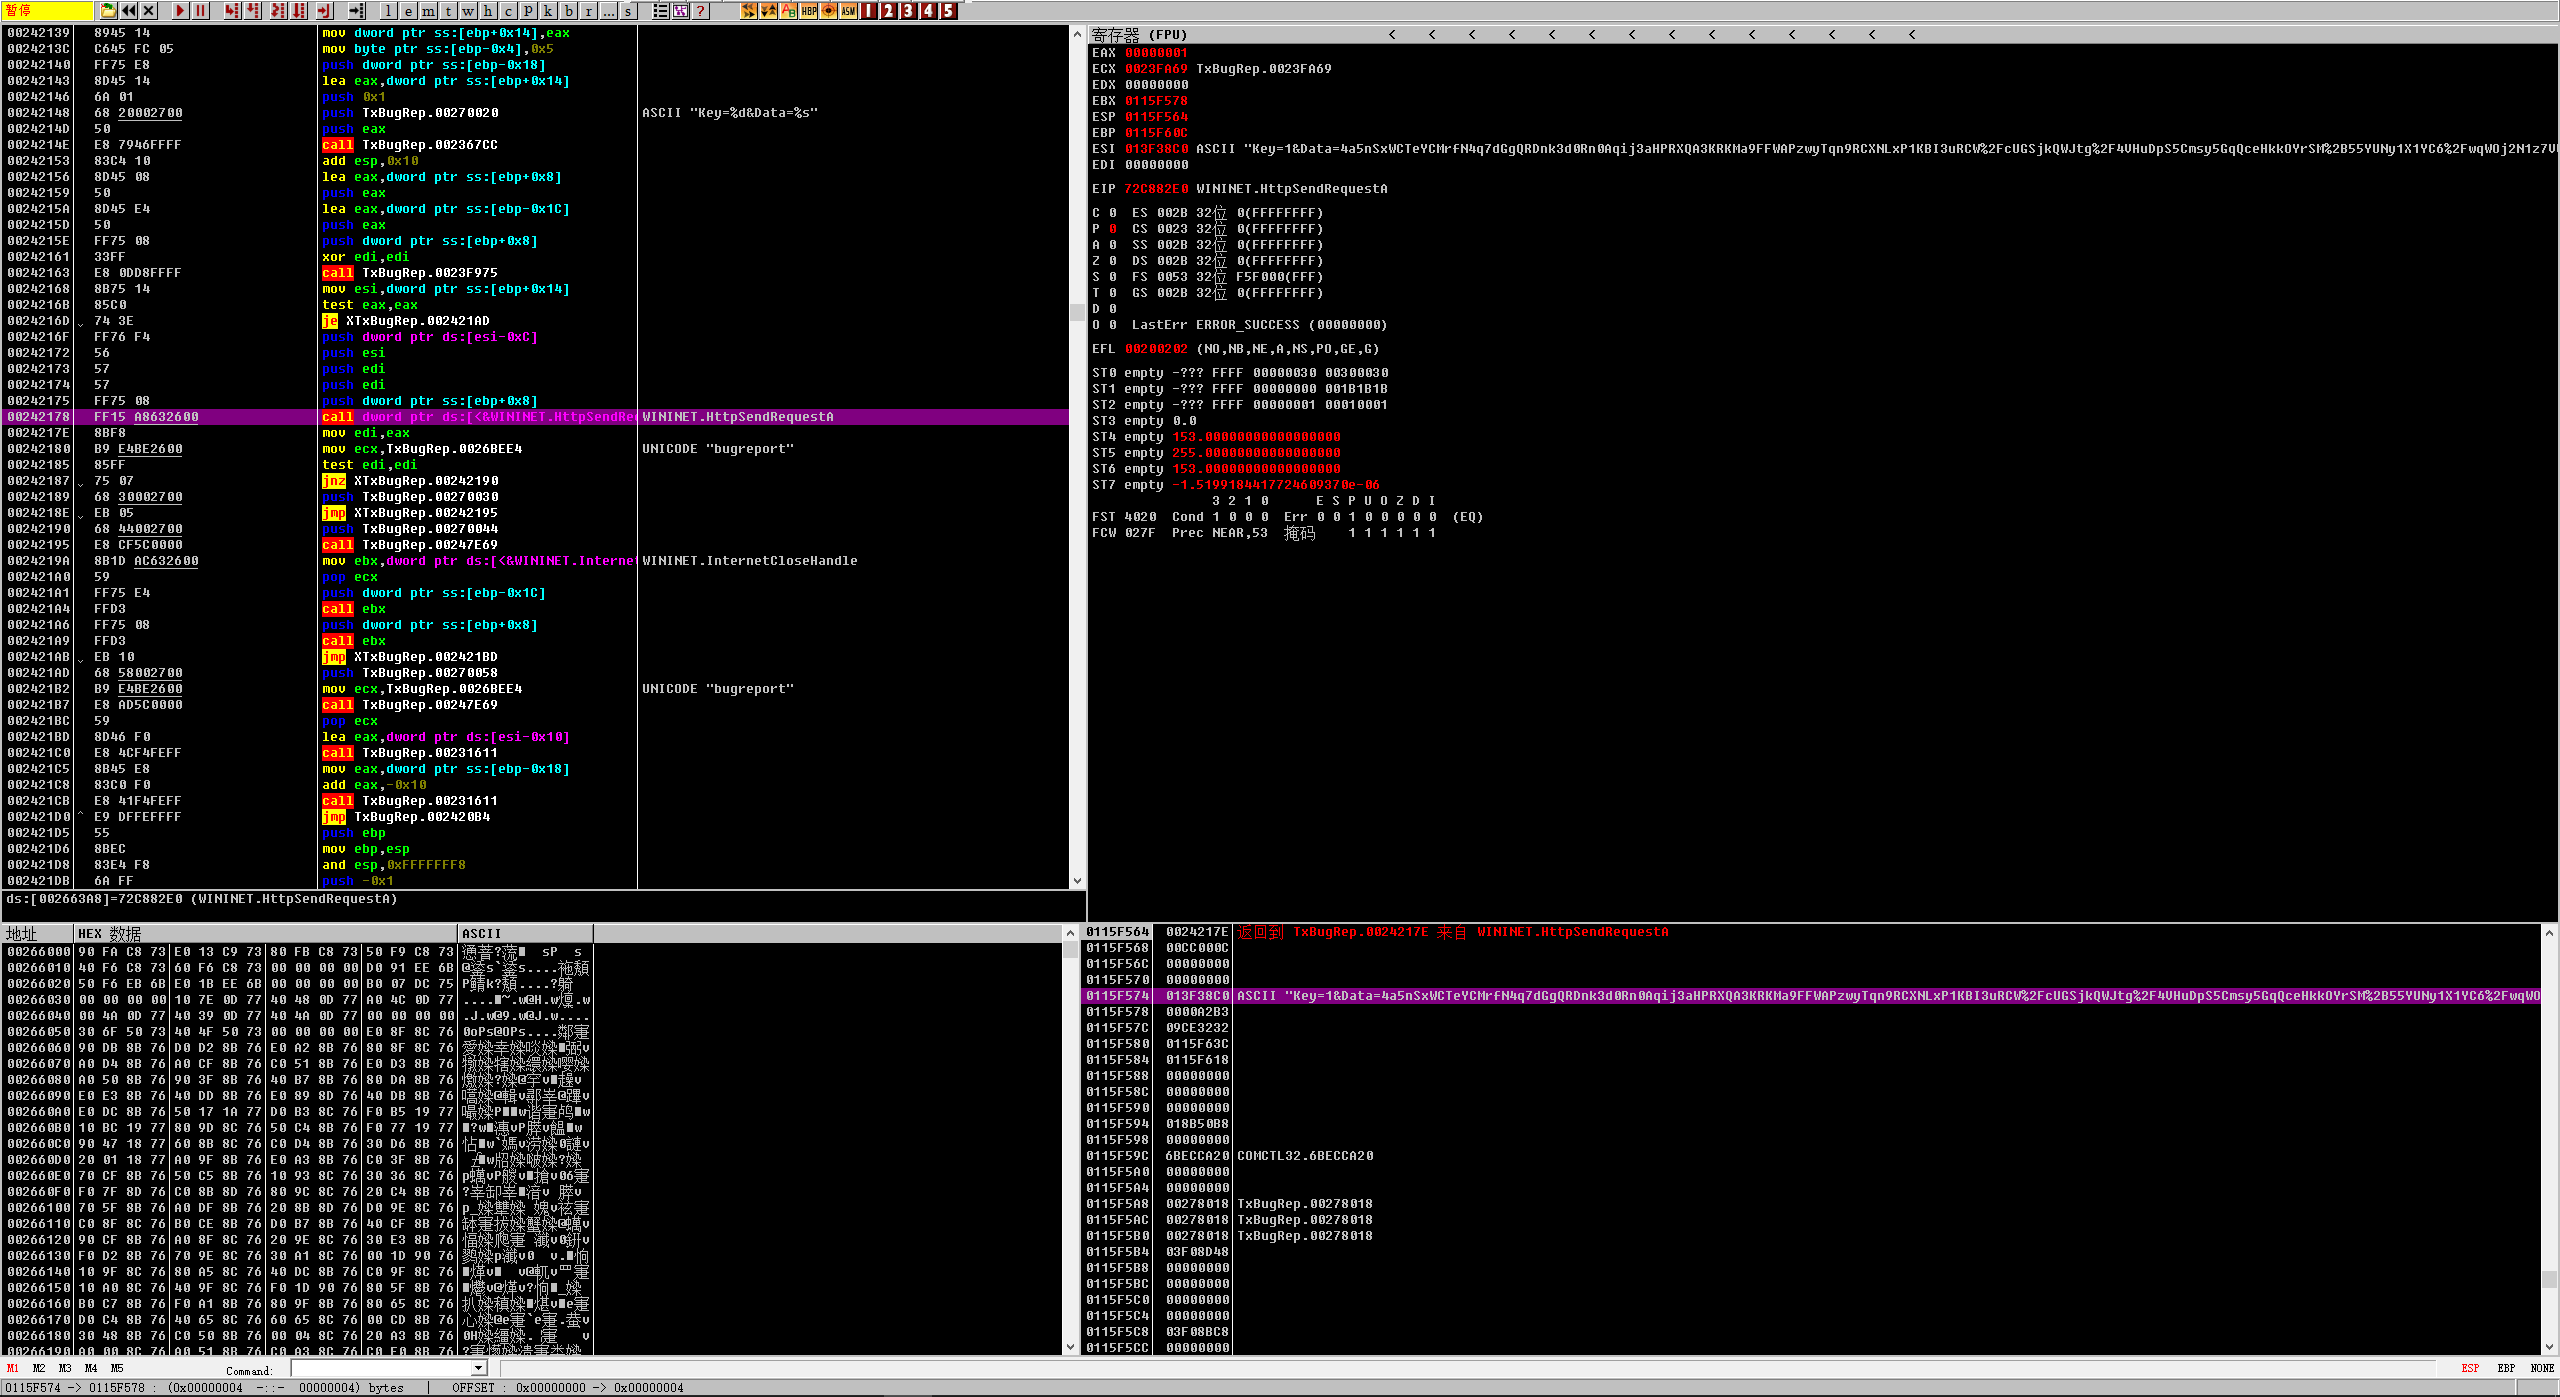 暂停
l e m t w h c P k b r ... s
?
HBP ASM 1 2 3 4 5
00242139 8945 14 mov dword ptr ss:[ebp+0x14],eax
0024213C C645 FC 05 mov byte ptr ss:[ebp-0x4],0x5
00242140 FF75 E8 push dword ptr ss:[ebp-0x18]
00242143 8D45 14 lea eax,dword ptr ss:[ebp+0x14]
00242146 6A 01 push 0x1
00242148 68 20002700 push TxBugRep.00270020 ASCII "Key=%d&Data=%s"
0024214D 50 push eax
0024214E E8 7946FFFF call TxBugRep.002367CC
00242153 83C4 10 add esp,0x10
00242156 8D45 08 lea eax,dword ptr ss:[ebp+0x8]
00242159 50 push eax
0024215A 8D45 E4 lea eax,dword ptr ss:[ebp-0x1C]
0024215D 50 push eax
0024215E FF75 08 push dword ptr ss:[ebp+0x8]
00242161 33FF xor edi,edi
00242163 E8 0DD8FFFF call TxBugRep.0023F975
00242168 8B75 14 mov esi,dword ptr ss:[ebp+0x14]
0024216B 85C0 test eax,eax
0024216D 74 3E je XTxBugRep.002421AD
0024216F FF76 F4 push dword ptr ds:[esi-0xC]
00242172 56 push esi
00242173 57 push edi
00242174 57 push edi
00242175 FF75 08 push dword ptr ss:[ebp+0x8]
00242178 FF15 A8632600 call dword ptr ds:[<&WININET.HttpSendRe WININET.HttpSendRequestA
0024217E 8BF8 mov edi,eax
00242180 B9 E4BE2600 mov ecx,TxBugRep.0026BEE4 UNICODE "bugreport"
00242185 85FF test edi,edi
00242187 75 07 jnz XTxBugRep.00242190
00242189 68 30002700 push TxBugRep.00270030
0024218E EB 05 jmp XTxBugRep.00242195
00242190 68 44002700 push TxBugRep.00270044
00242195 E8 CF5C0000 call TxBugRep.00247E69
0024219A 8B1D AC632600 mov ebx,dword ptr ds:[<&WININET.Interne WININET.InternetCloseHandle
002421A0 59 pop ecx
002421A1 FF75 E4 push dword ptr ss:[ebp-0x1C]
002421A4 FFD3 call ebx
002421A6 FF75 08 push dword ptr ss:[ebp+0x8]
002421A9 FFD3 call ebx
002421AB EB 10 jmp XTxBugRep.002421BD
002421AD 68 58002700 push TxBugRep.00270058
002421B2 B9 E4BE2600 mov ecx,TxBugRep.0026BEE4 UNICODE "bugreport"
002421B7 E8 AD5C0000 call TxBugRep.00247E69
002421BC 59 pop ecx
002421BD 8D46 F0 lea eax,dword ptr ds:[esi-0x10]
002421C0 E8 4CF4FEFF call TxBugRep.00231611
002421C5 8B45 E8 mov eax,dword ptr ss:[ebp-0x18]
002421C8 83C0 F0 add eax,-0x10
002421CB E8 41F4FEFF call TxBugRep.00231611
002421D0 E9 DFFEFFFF jmp TxBugRep.002420B4
002421D5 55 push ebp
002421D6 8BEC mov ebp,esp
002421D8 83E4 F8 and esp,0xFFFFFFF8
002421DB 6A FF push -0x1
ds:[002663A8]=72C882E0 (WININET.HttpSendRequestA)
寄存器 (FPU) < < < < < < < < < < < < < <
EAX 00000001
ECX 0023FA69 TxBugRep.0023FA69
EDX 00000000
EBX 0115F578
ESP 0115F564
EBP 0115F60C
ESI 013F38C0 ASCII "Key=1&Data=4a5nSxWCTeYCMrfN4q7dGgQRDnk3d0Rn0Aqij3aHPRXQA3KRKMa9FFWAPzwyTqn9RCXNLxP1KBI3uRCW%2FcUGSjkQWJtg%2F4VHuDpS5Cmsy5GqQceHkkOYrSM%2B55YUNy1X1YC6%2FwqWOj2N1z7V
EDI 00000000
EIP 72C882E0 WININET.HttpSendRequestA
C 0 ES 002B 32位 0(FFFFFFFF)
P 0 CS 0023 32位 0(FFFFFFFF)
A 0 SS 002B 32位 0(FFFFFFFF)
Z 0 DS 002B 32位 0(FFFFFFFF)
S 0 FS 0053 32位 F5F000(FFF)
T 0 GS 002B 32位 0(FFFFFFFF)
D 0
O 0 LastErr ERROR_SUCCESS (00000000)
EFL 00200202 (NO,NB,NE,A,NS,PO,GE,G)
ST0 empty -??? FFFF 00000030 00300030
ST1 empty -??? FFFF 00000000 001B1B1B
ST2 empty -??? FFFF 00000001 00010001
ST3 empty 0.0
ST4 empty 153.00000000000000000
ST5 empty 255.00000000000000000
ST6 empty 153.00000000000000000
ST7 empty -1.5199184417724609370e-06
3 2 1 0 E S P U O Z D I
FST 4020 Cond 1 0 0 0 Err 0 0 1 0 0 0 0 0 (EQ)
FCW 027F Prec NEAR,53 掩码 1 1 1 1 1 1
地址 HEX 数据 ASCII
00266000 90 FA C8 73 E0 13 C9 73 80 FB C8 73 50 F9 C8 73
00266010 40 F6 C8 73 60 F6 C8 73 00 00 00 00 D0 91 EE 6B
00266020 50 F6 EB 6B E0 1B EE 6B 00 00 00 00 B0 07 DC 75
00266030 00 00 00 00 10 7E 0D 77 40 48 0D 77 A0 4C 0D 77
00266040 00 4A 0D 77 40 39 0D 77 40 4A 0D 77 00 00 00 00 .J.w@9.w@J.w....
00266050 30 6F 50 73 40 4F 50 73 00 00 00 00 E0 8F 8C 76
00266060 90 DB 8B 76 D0 D2 8B 76 E0 A2 8B 76 80 8F 8C 76
00266070 A0 D4 8B 76 A0 CF 8B 76 C0 51 8B 76 E0 D3 8B 76
00266080 A0 50 8B 76 90 3F 8B 76 40 B7 8B 76 80 DA 8B 76
00266090 E0 E3 8B 76 40 DD 8B 76 E0 89 8D 76 40 DB 8B 76
002660A0 E0 DC 8B 76 50 17 1A 77 D0 B3 8C 76 F0 B5 19 77
002660B0 10 BC 19 77 80 9D 8C 76 50 C4 8B 76 F0 77 19 77
002660C0 90 47 18 77 60 8B 8C 76 C0 D4 8B 76 30 D6 8B 76
002660D0 20 01 18 77 A0 9F 8B 76 E0 A3 8B 76 C0 3F 8B 76
002660E0 70 CF 8B 76 50 C5 8B 76 10 93 8C 76 30 36 8C 76
002660F0 F0 7F 8D 76 C0 8B 8D 76 80 9C 8C 76 20 C4 8B 76
00266100 70 5F 8B 76 A0 DF 8B 76 20 8B 8D 76 D0 9E 8C 76
00266110 C0 8F 8C 76 B0 CE 8B 76 D0 B7 8B 76 40 CF 8B 76
00266120 90 CF 8B 76 A0 8F 8C 76 20 9E 8C 76 30 E3 8B 76
00266130 F0 D2 8B 76 70 9E 8C 76 30 A1 8C 76 00 1D 90 76
00266140 10 9F 8C 76 80 A5 8C 76 40 DC 8B 76 C0 9F 8C 76
00266150 10 A0 8C 76 40 9F 8C 76 F0 1D 90 76 80 5F 8B 76
00266160 B0 C7 8B 76 F0 A1 8B 76 80 9F 8B 76 80 65 8C 76
00266170 D0 C4 8B 76 40 65 8C 76 60 65 8C 76 00 CD 8B 76
00266180 30 48 8B 76 C0 50 8B 76 00 04 8C 76 20 A3 8B 76
00266190 A0 00 8C 76 A0 51 8B 76 C0 A3 8C 76 C0 E0 8B 76
0115F564 0024217E 返回到 TxBugRep.0024217E 来自 WININET.HttpSendRequestA
0115F568 00CC000C
0115F56C 00000000
0115F570 00000000
0115F574 013F38C0 ASCII "Key=1&Data=4a5nSxWCTeYCMrfN4q7dGgQRDnk3d0Rn0Aqij3aHPRXQA3KRKMa9FFWAPzwyTqn9RCXNLxP1KBI3uRCW%2FcUGSjkQWJtg%2F4VHuDpS5Cmsy5GqQceHkkOYrSM%2B55YUNy1X1YC6%2FwqWO
0115F578 0000A2B3
0115F57C 09CE3232
0115F580 0115F63C
0115F584 0115F618
0115F588 00000000
0115F58C 00000000
0115F590 00000000
0115F594 018B50B8
0115F598 00000000
0115F59C 6BECCA20 COMCTL32.6BECCA20
0115F5A0 00000000
0115F5A4 00000000
0115F5A8 00278018 TxBugRep.00278018
0115F5AC 00278018 TxBugRep.00278018
0115F5B0 00278018 TxBugRep.00278018
0115F5B4 03F08D48
0115F5B8 00000000
0115F5BC 00000000
0115F5C0 00000000
0115F5C4 00000000
0115F5C8 03F08BC8
0115F5CC 00000000
M1 M2 M3 M4 M5 Command: ESP EBP NONE
0115F574 -> 0115F578 : (0x00000004 -::- 00000004) bytes | OFFSET : 0x00000000 -> 0x00000004